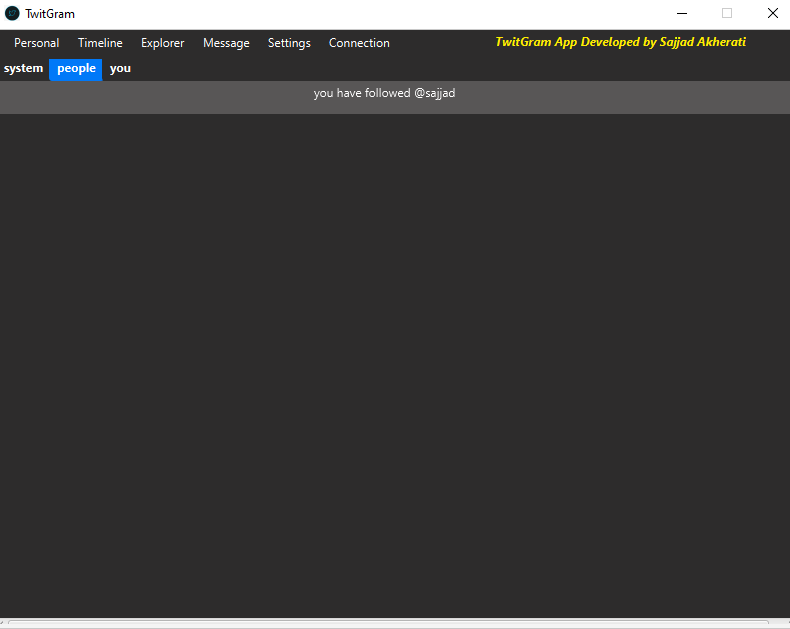 TwitGram
Personal Timeline Explorer Message Settings Connection TwitGram App Developed by Sajjad Akherati
system people you
you have followed @sajjad